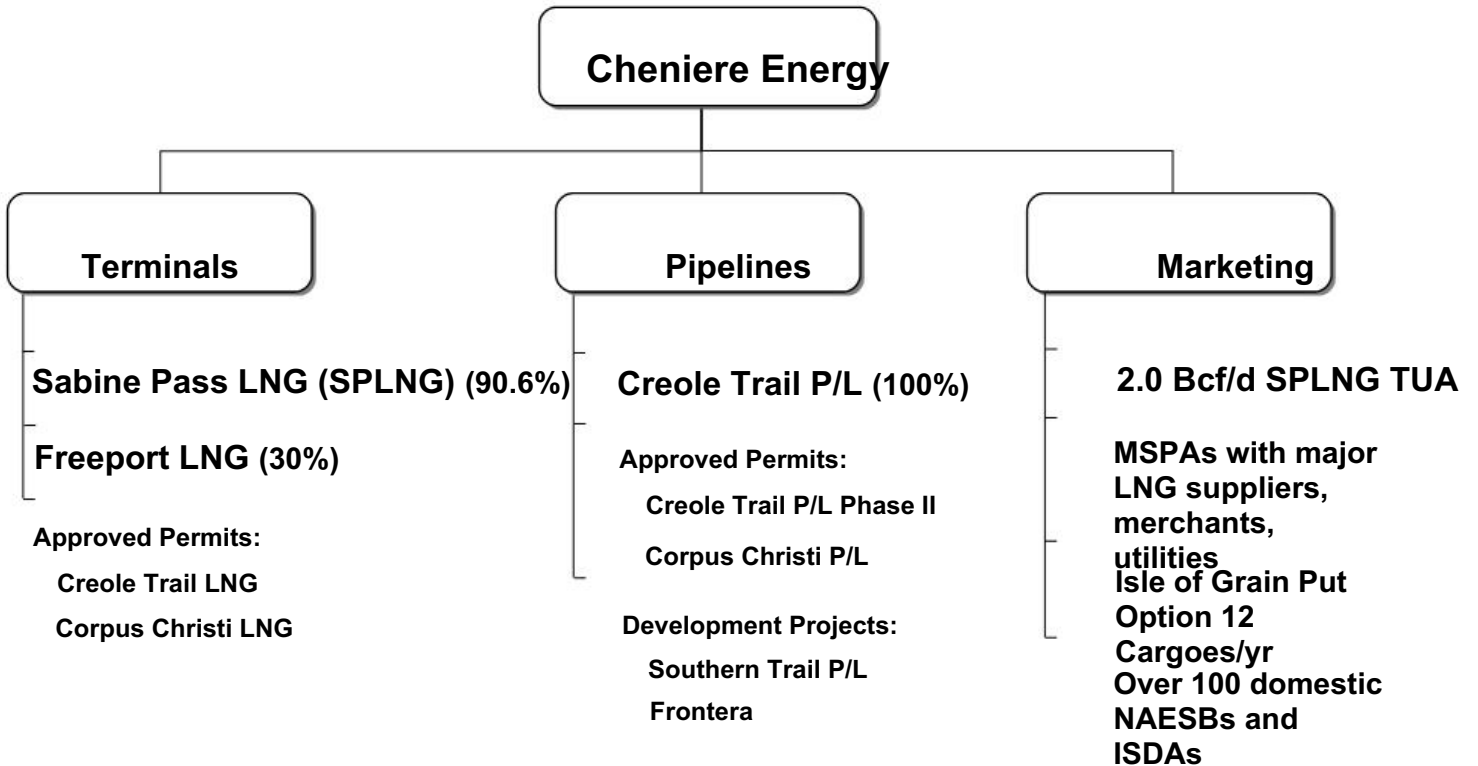 Cheniere Energy
Terminals
Sabine Pass LNG (SPLNG) (90.6%)
Freeport LNG (30%)
Approved Permits:
Creole Trail LNG
Corpus Christi LNG
Pipelines
Creole Trail P/L (100%)
Approved Permits:
Creole Trail P/L Phase II
Corpus Christi P/L
Development Projects:
Southern Trail P/L
Frontera
Marketing
2.0 Bcf/d SPLNG TUA
MSPAs with major
LNG suppliers,
merchants,
utilities
Isle of Grain Put
Option 12
Cargoes/yr
Over 100 domestic
NAESBs and
ISDAs